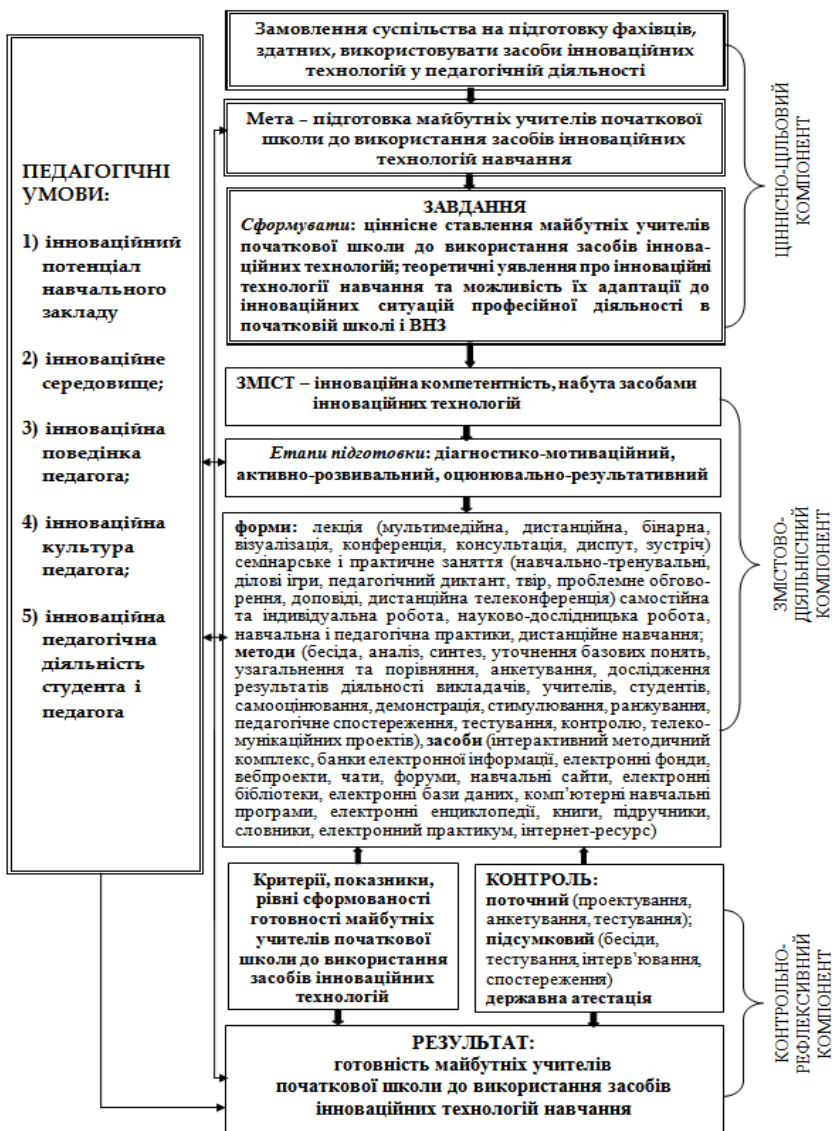 Замовлення суспільства на підготовку фахівців,
здатних, використовувати засоби інноваційних
технологій у педагогічній діяльності
Мета – підготовка майбутніх учителів початкової
школи до використання засобів інноваційних
технологій навчання
ЗАВДАННЯ
Сформувати: ціннісне ставлення майбутніх учителів
початкової школи до використання засобів іннова-
ційних технологій; теоретичні уявлення про інноваційні
технології навчання та можливість їх адаптації до
інноваційних ситуацій професійної діяльності в
початковій школі і ВНЗ
ЦІННІСНО-ЦІЛЬОВИЙ
КОМПОНЕНТ
ПЕДАГОГІЧНІ
УМОВИ:
1) інноваційний
потенціал
навчального
закладу
2) інноваційне
середовище;
3) інноваційна
поведінка
педагога;
4) інноваційна
культура
педагога;
5) інноваційна
педагогічна
діяльність
студента і
педагога
ЗМІСТ – інноваційна компетентність, набута засобами
інноваційних технологій
Етапи підготовки: діагностико-мотиваційний,
активно-розвивальний, оцюнювально-результативний
форми: лекція (мультимедійна, дистанційна, бінарна,
візуалізація, конференція, консультація, диспут, зустріч)
семінарське і практичне заняття (навчально-тренувальні,
ділові ігри, педагогічний диктант, твір, проблемне обгово-
рення, доповіді, дистанційна телеконференція) самостійна
та індивідуальна робота, науково-дослідницька робота,
навчальна і педагогічна практики, дистанційне навчання;
методи (бесіда, аналіз, синтез, уточнення базових понять,
узагальнення та порівняння, анкетування, дослідження
результатів діяльності викладачів, учителів, студентів,
самооцінювання, демонстрація, стимулювання, ранжування,
педагогічне спостереження, тестування, контролю, телеко-
мунікаційних проектів), засоби (інтерактивний методичний
комплекс, банки електронної інформації, електронні фонди,
вебпроекти, чати, форуми, навчальні сайти, електронні
бібліотеки, електронні бази даних, комп’ютерні навчальні
програми, електронні енциклопедії, книги, підручники,
словники, електронний практикум, інтернет-ресурс)
ЗМІСТОВО-
ДІЯЛЬНІСНИЙ
КОМПОНЕНТ
Критерії, показники,
рівні сформованості
готовності майбутніх
учителів початкової
школи до використання
засобів інноваційних
технологій
КОНТРОЛЬ:
поточний (проектування,
анкетування, тестування);
підсумковий (бесіди,
тестування, інтерв’ювання,
спостереження)
державна атестація
РЕЗУЛЬТАТ:
готовність майбутніх учителів
початкової школи до використання засобів
інноваційних технологій навчання
КОНТРОЛЬНО-
РЕФЛЕКСИВНИЙ
КОМПОНЕНТ